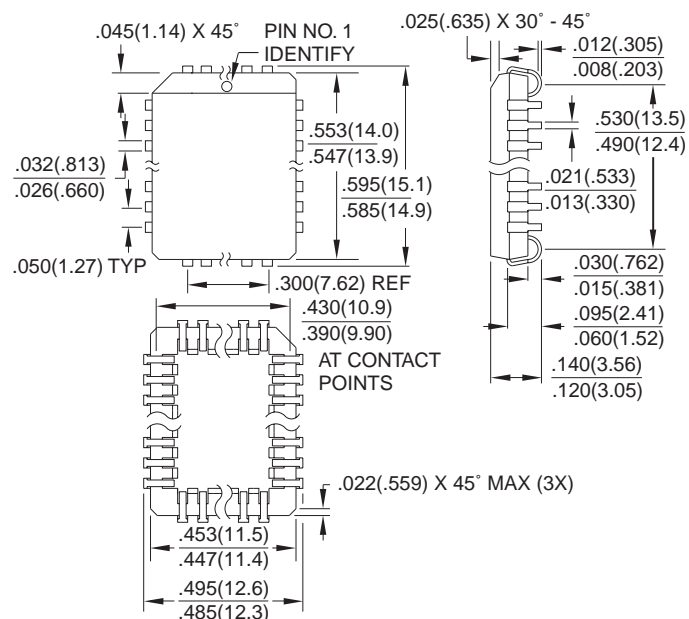 .045(1.14) X 45˚
PIN NO. 1
IDENTIFY
.025(.635) X 30˚ - 45˚
.012(.305)
.008(.203)
.553(14.0)
.547(13.9)
.595(15.1)
.585(14.9)
.032(.813)
.026(.660)
.050(1.27) TYP
.530(13.5)
.490(12.4)
.021(.533)
.013(.330)
.300(7.62) REF
.430(10.9)
.390(9.90)
AT CONTACT
POINTS
.030(.762)
.015(.381)
.095(2.41)
.060(1.52)
.140(3.56)
.120(3.05)
.022(.559) X 45˚ MAX (3X)
.453(11.5)
.447(11.4)
.495(12.6)
.485(12.3)